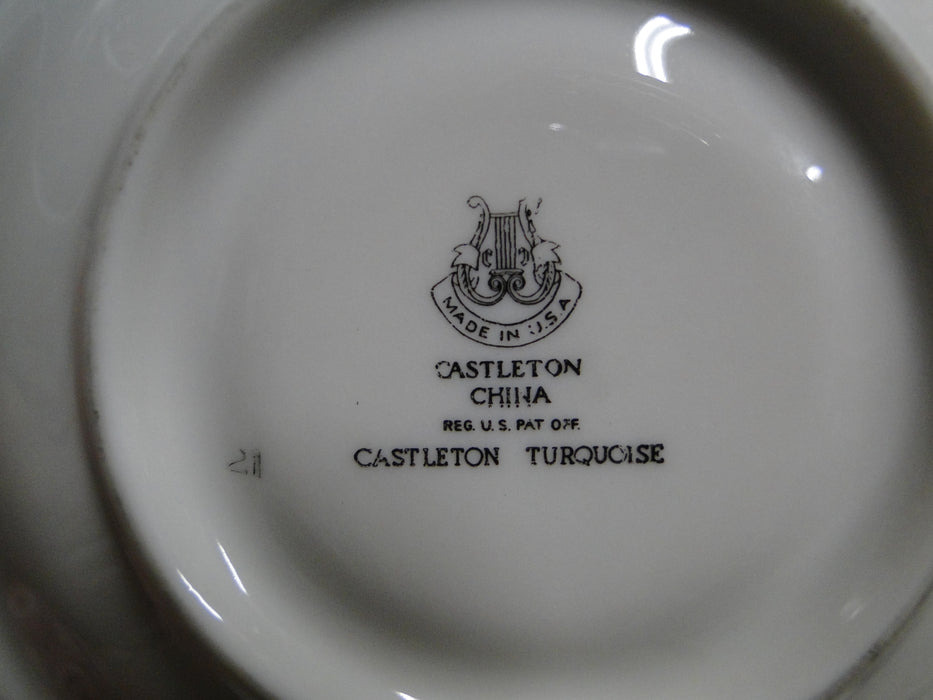 MADE IN U.S.A
CASTLETON
CHINA
REG. U. S. PAT OFF.
CASTLETON TURQUOISE